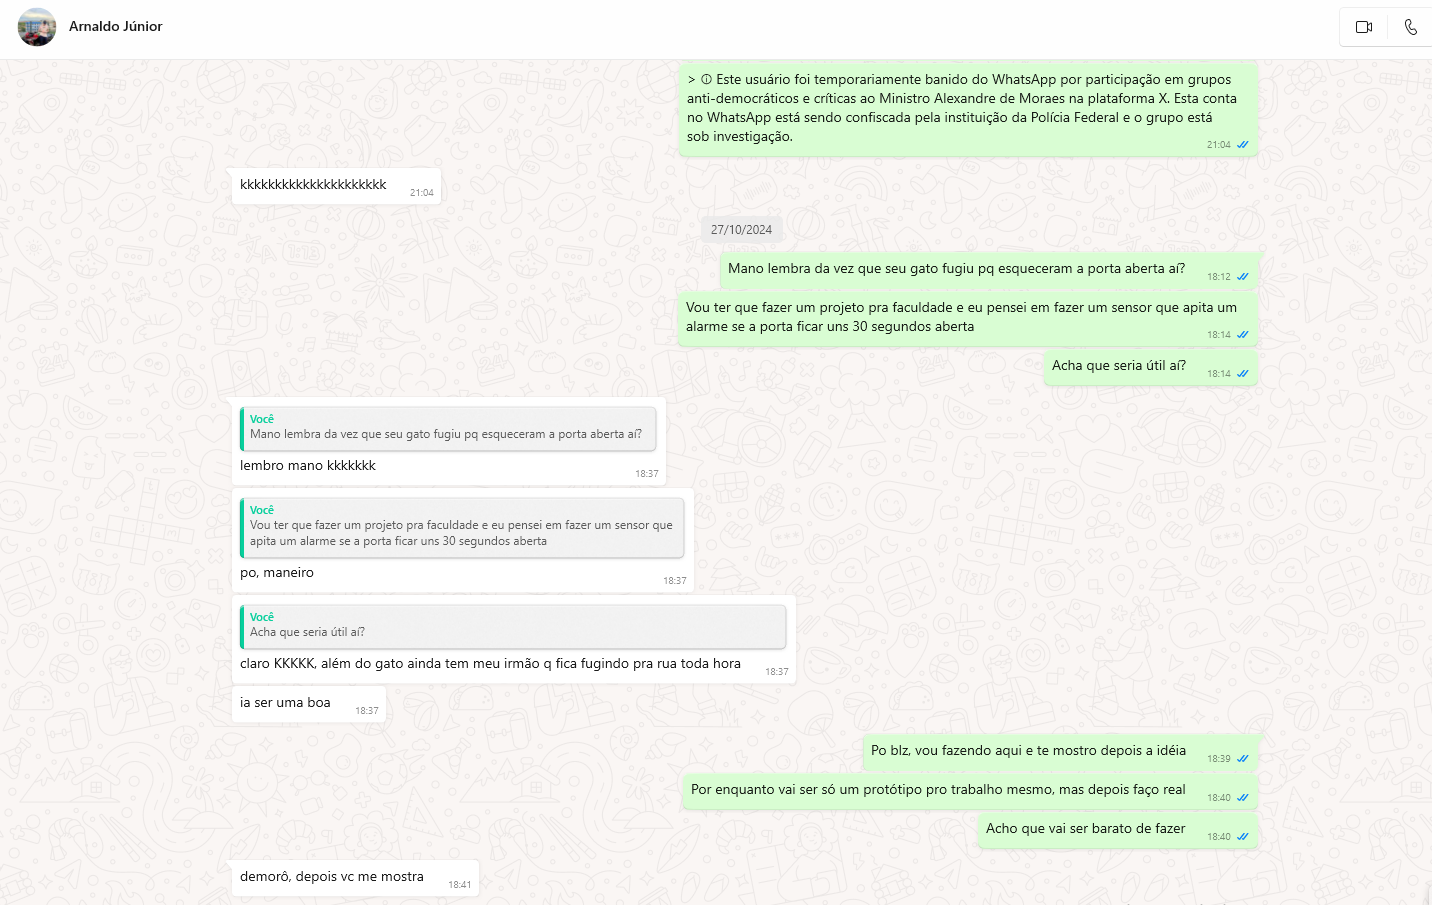 Arnaldo Júnior
> ⓘ Este usuário foi temporariamente banido do WhatsApp por participação em grupos
anti-democráticos e críticas ao Ministro Alexandre de Moraes na plataforma X. Esta conta
no WhatsApp está sendo confiscada pela instituição da Polícia Federal e o grupo está
sob investigação.
21:04
kkkkkkkkkkkkkkkkkkkkk
21:04
27/10/2024
Mano lembra da vez que seu gato fugiu pq esqueceram a porta aberta aí?
18:12
Vou ter que fazer um projeto pra faculdade e eu pensei em fazer um sensor que apita um
alarme se a porta ficar uns 30 segundos aberta
18:14
Acha que seria útil aí?
18:14
Você
Mano lembra da vez que seu gato fugiu pq esqueceram a porta aberta aí?
lembro mano kkkkkkk
18:37
Você
Vou ter que fazer um projeto pra faculdade e eu pensei em fazer um sensor que
apita um alarme se a porta ficar uns 30 segundos aberta
po, maneiro
18:37
Você
Acha que seria útil aí?
claro KKKKK, além do gato ainda tem meu irmão q fica fugindo pra rua toda hora
18:37
ia ser uma boa
18:37
Po blz, vou fazendo aqui e te mostro depois a idéia
18:39
Por enquanto vai ser só um protótipo pro trabalho mesmo, mas depois faço real
18:40
Acho que vai ser barato de fazer
18:40
demorô, depois vc me mostra
18:41